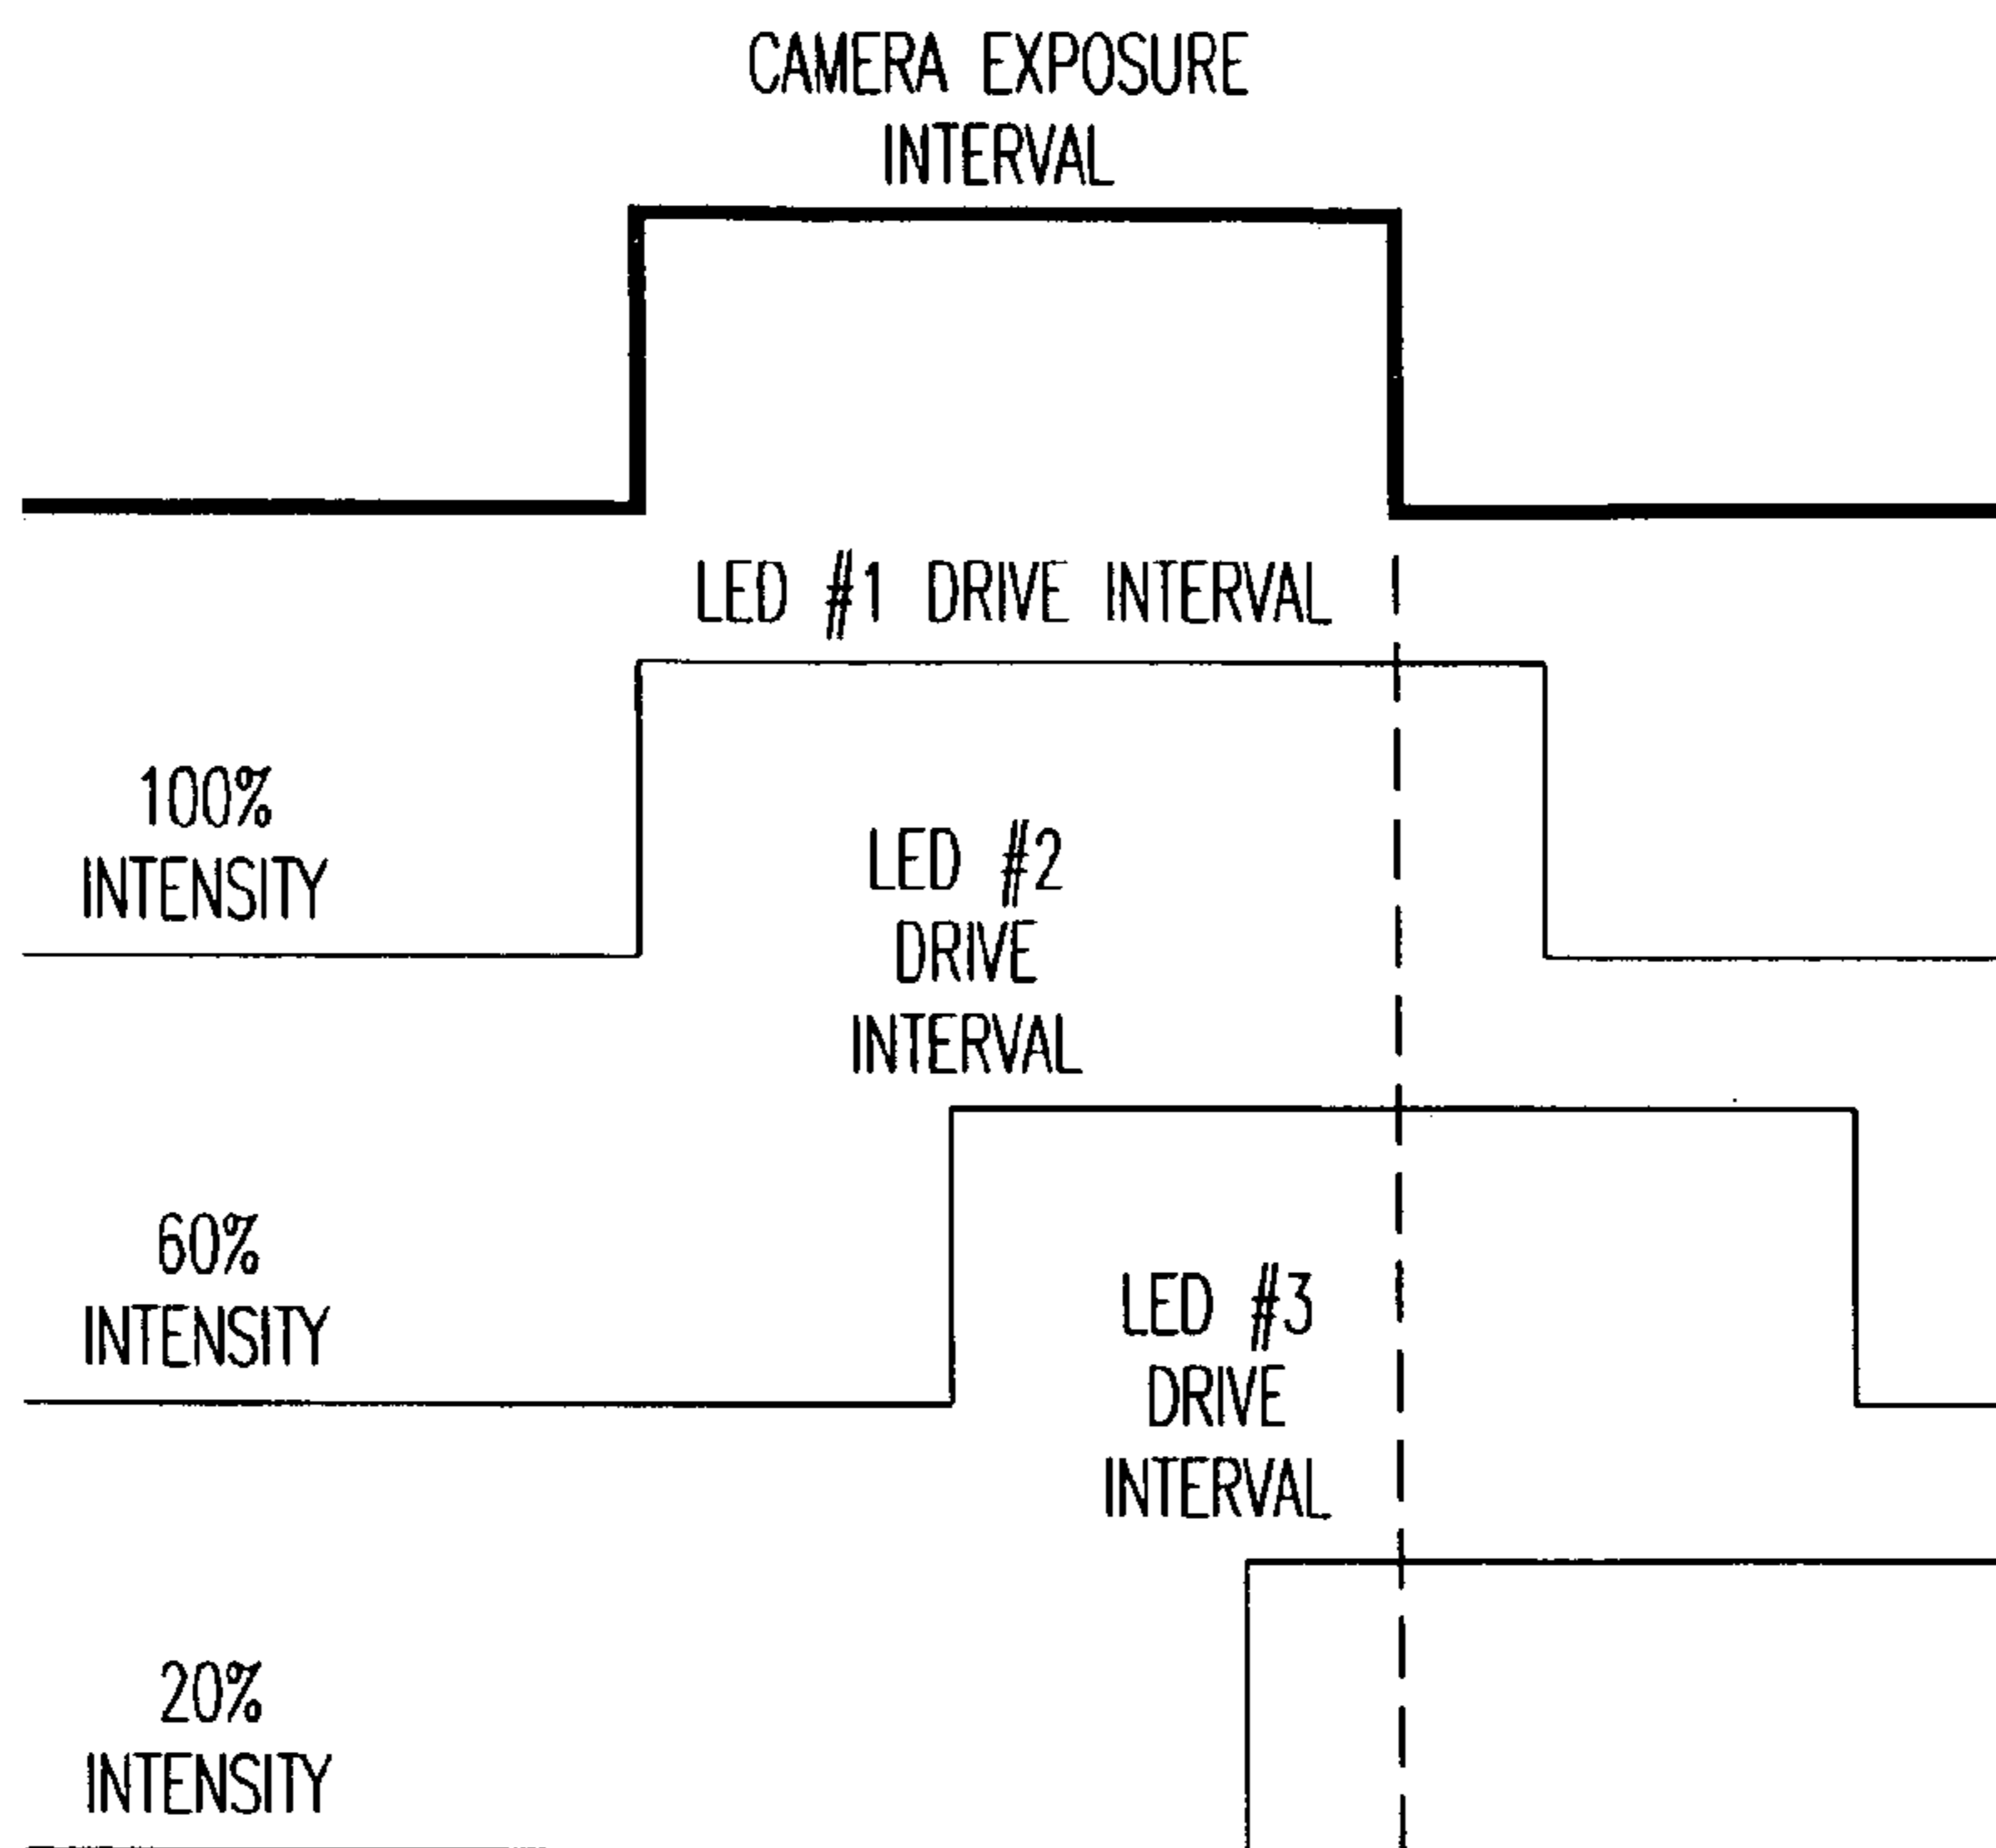 CAMERA EXPOSURE
INTERVAL
LED #1 DRIVE INTERVAL
100%
INTENSITY
LED #2
DRIVE
INTERVAL
60%
INTENSITY
LED #3
DRIVE
INTERVAL
20%
INTENSITY